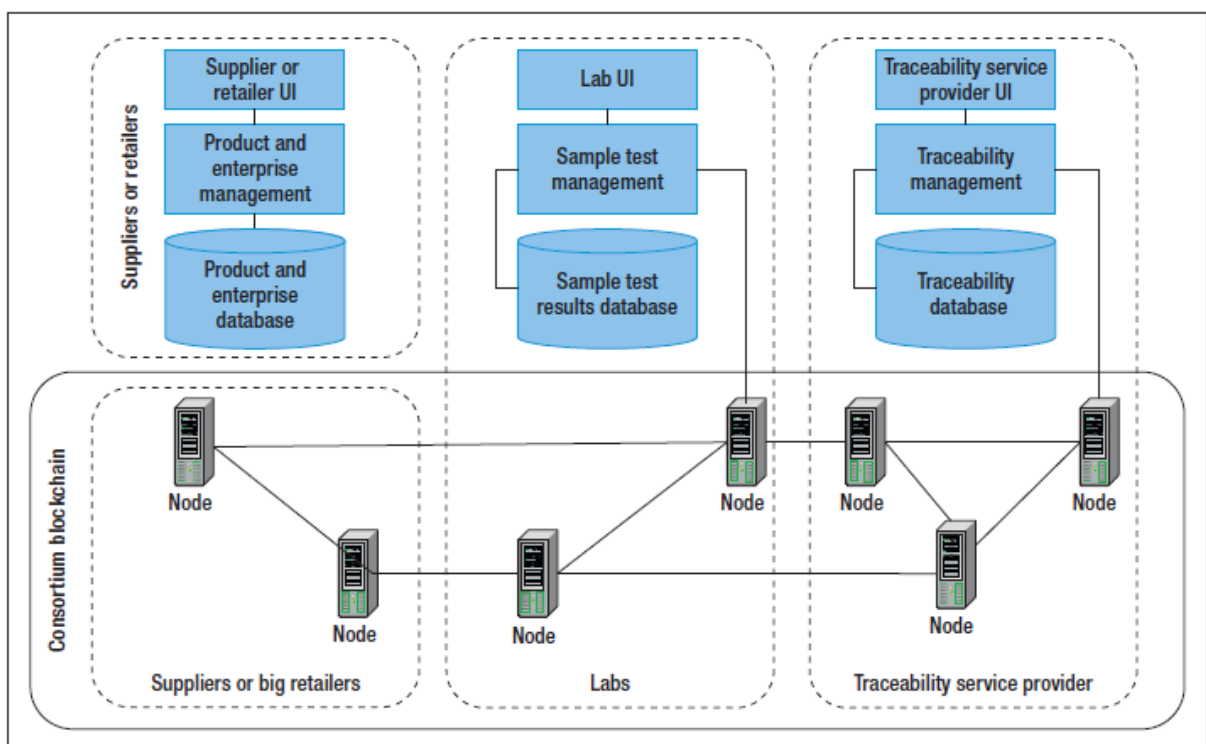 Supplier or
retailer UI
Product and
enterprise
management
Product and
enterprise
database
Suppliers or retailers
Lab UI
Sample test
management
Sample test
results database
Traceability service
provider UI
Traceability
management
Traceability
database
Consortium blockchain
Node
Node
Node
Node
Node
Node
Node
Suppliers or big retailers
Labs
Traceability service provider